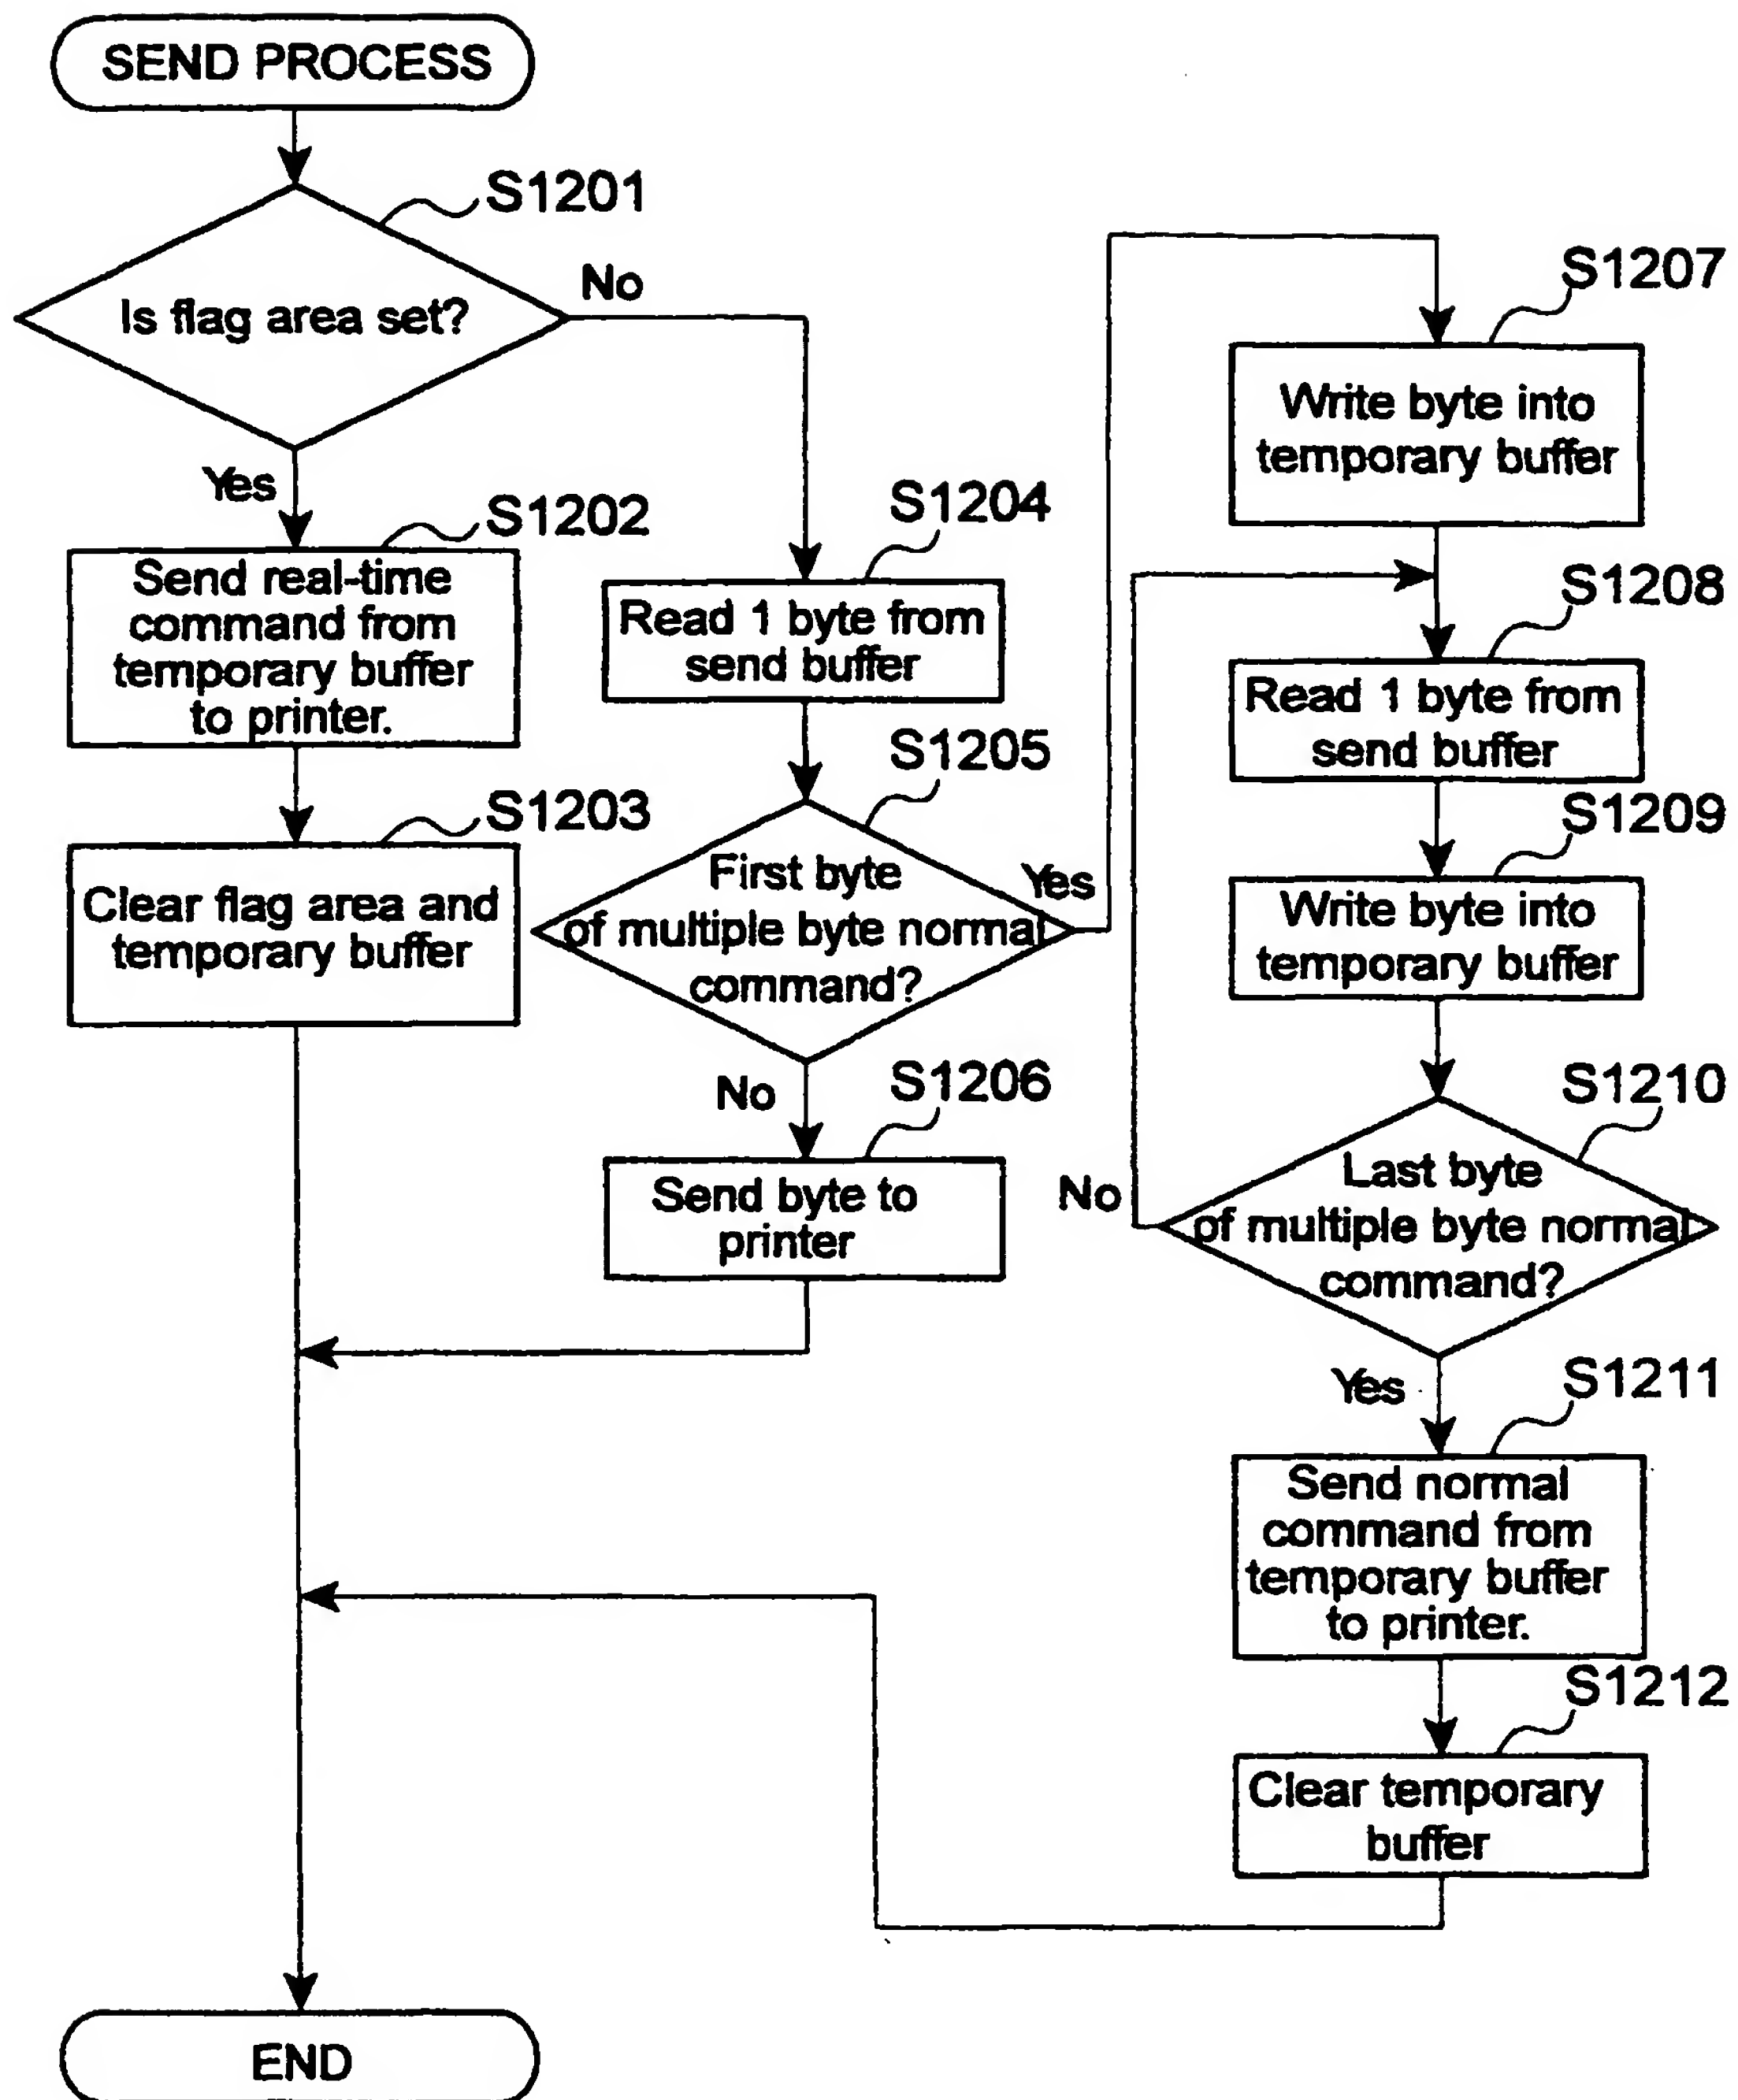 SEND PROCESS
S1201
Is flag area set?
No
Yes
S1202
Send real-time
command from
temporary buffer
to printer.
S1203
Clear flag area and
temporary buffer
S1204
Read 1 byte from
send buffer
S1205
First byte
of multiple byte normal
command?
Yes
No
S1206
Send byte to
printer
S1207
Write byte into
temporary buffer
S1208
Read 1 byte from
send buffer
S1209
Write byte into
temporary buffer
S1210
Last byte
of multiple byte normal
command?
No
Yes
S1211
Send normal
command from
temporary buffer
to printer.
S1212
Clear temporary
buffer
END